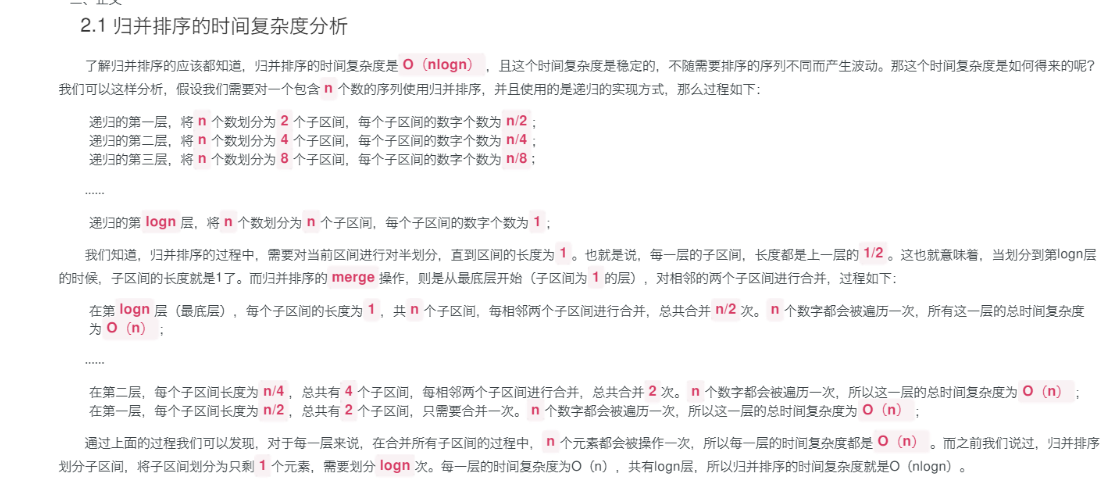 二、正文
2.1 归并排序的时间复杂度分析
了解归并排序的应该都知道，归并排序的时间复杂度是 O（nlogn） ，且这个时间复杂度是稳定的，不随需要排序的序列不同而产生波动。那这个时间复杂度是如何得来的呢？
我们可以这样分析，假设我们需要对一个包含 n 个数的序列使用归并排序，并且使用的是递归的实现方式，那么过程如下：
递归的第一层，将 n 个数划分为 2 个子区间，每个子区间的数字个数为 n/2；
递归的第二层，将 n 个数划分为 4 个子区间，每个子区间的数字个数为 n/4；
递归的第三层，将 n 个数划分为 8 个子区间，每个子区间的数字个数为 n/8；
......
递归的第 logn 层，将 n 个数划分为 n 个子区间，每个子区间的数字个数为 1；
我们知道，归并排序的过程中，需要对当前区间进行对半划分，直到区间的长度为 1。也就是说，每一层的子区间，长度都是上一层的 1/2。这也就意味着，当划分到第logn层
的时候，子区间的长度就是1了。而归并排序的 merge 操作，则是从最底层开始（子区间为 1 的层），对相邻的两个子区间进行合并，过程如下：
在第 logn 层（最底层），每个子区间的长度为 1，共 n 个子区间，每相邻两个子区间进行合并，总共合并 n/2 次。n 个数字都会被遍历一次，所有这一层的总时间复杂度
为 O（n） ；
......
在第二层，每个子区间长度为 n/4，总共有 4 个子区间，每相邻两个子区间进行合并，总共合并 2 次。n 个数字都会被遍历一次，所以这一层的总时间复杂度为 O（n） ；
在第一层，每个子区间长度为 n/2，总共有 2 个子区间，只需要合并一次。n 个数字都会被遍历一次，所以这一层的总时间复杂度为 O（n） ；
通过上面的过程我们可以发现，对于每一层来说，在合并所有子区间的过程中，n 个元素都会被操作一次，所以每一层的时间复杂度都是 O（n） 。而之前我们说过，归并排序
划分子区间，将子区间划分为只剩 1 个元素，需要划分 logn 次。每一层的时间复杂度为O（n），共有logn层，所以归并排序的时间复杂度就是O（nlogn）。